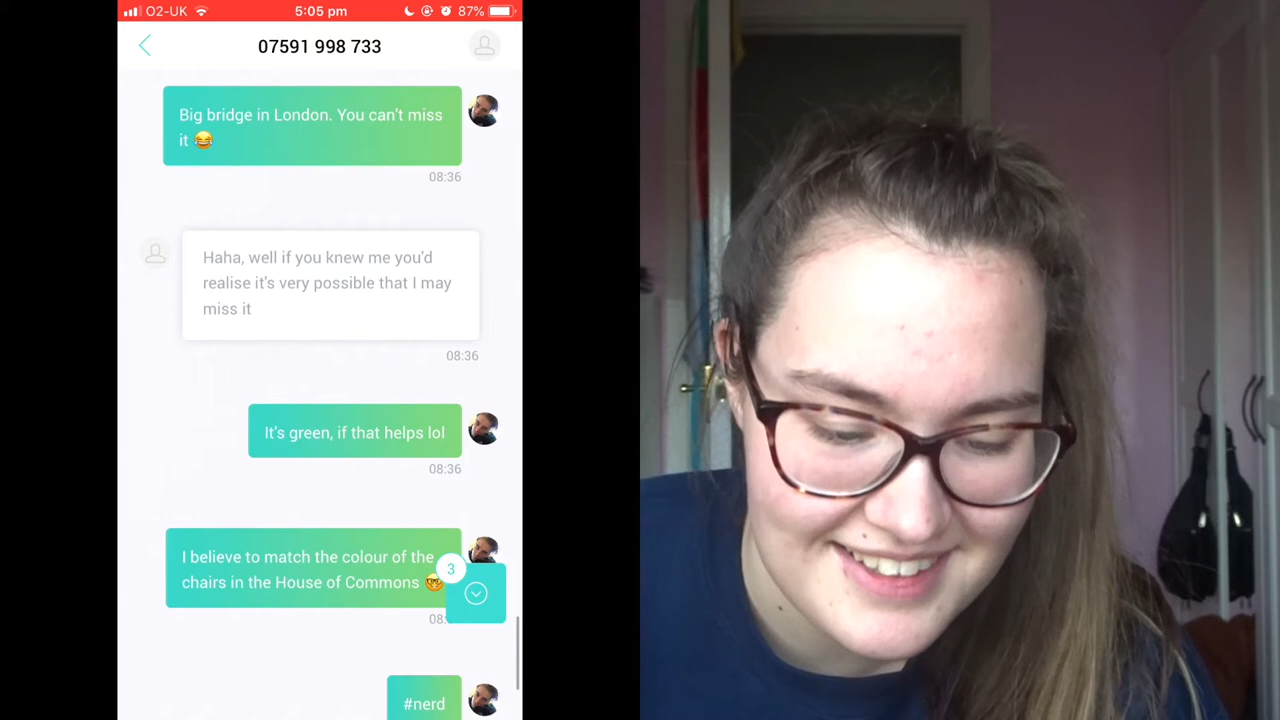 O2-UK 5:05 pm 87%
07591 998 733
Big bridge in London. You can't miss
it 😂
08:36
Haha, well if you knew me you'd
realise it's very possible that I may
miss it
08:36
It's green, if that helps lol
08:36
I believe to match the colour of the
chairs in the House of Commons 🤓
3
08:
#nerd